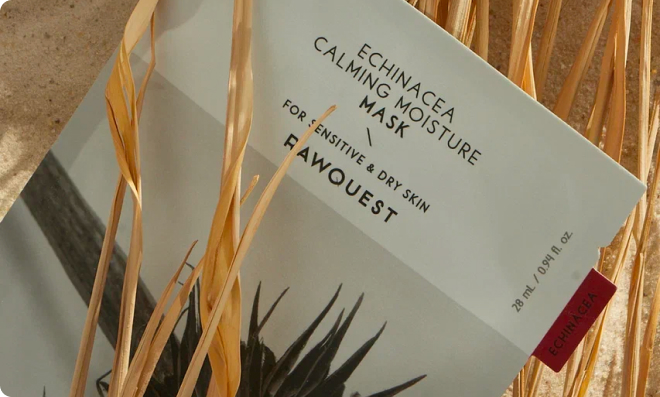 ECHINACEA
CALMING MOISTURE
MASK
\
FOR SENSITIVE & DRY SKIN
RAWQUEST
28 mL / 0.94 fl. oz.
ECHINACEA